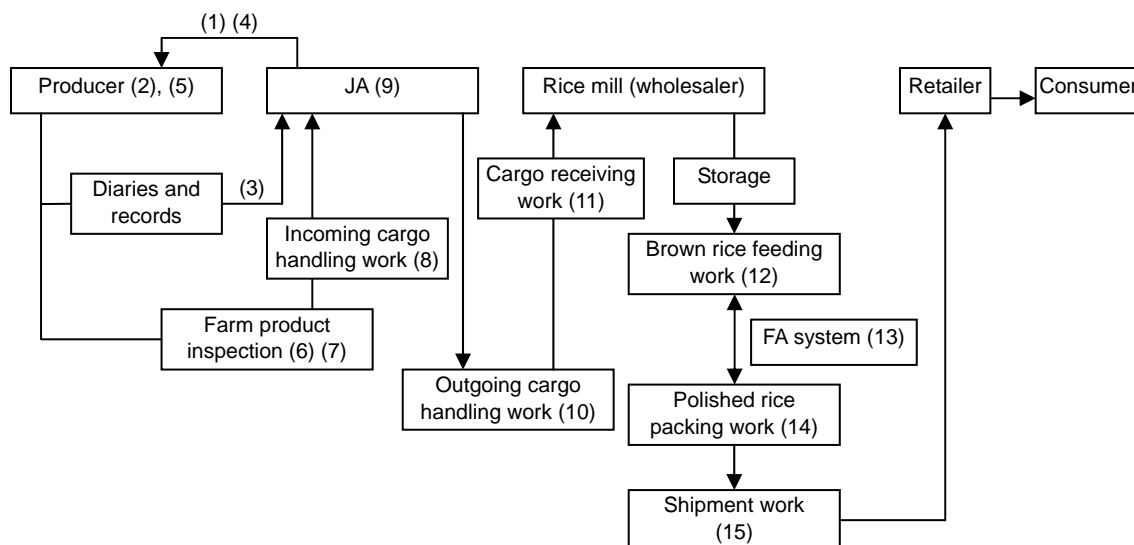 (1) (4)
Producer (2), (5)
JA (9)
Rice mill (wholesaler)
Retailer
Consumer
Diaries and
records
(3)
Cargo receiving
work (11)
Storage
Incoming cargo
handling work (8)
Brown rice feeding
work (12)
Farm product
inspection (6) (7)
FA system (13)
Outgoing cargo
handling work (10)
Polished rice
packing work (14)
Shipment work
(15)